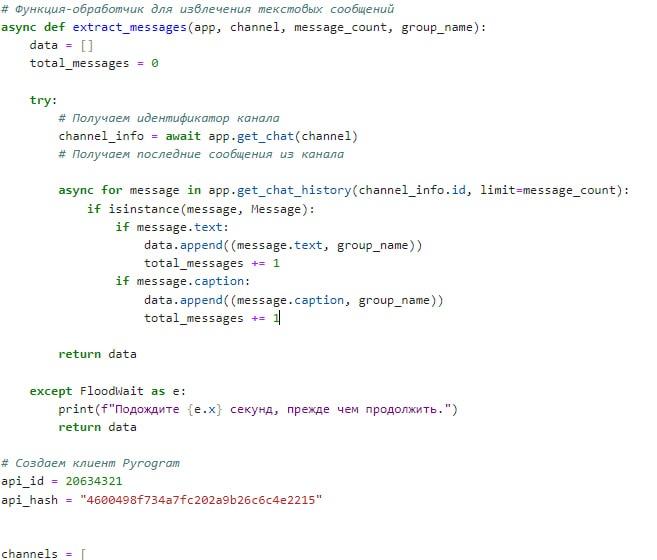 # Функция-обработчик для извлечения текстовых сообщений
async def extract_messages(app, channel, message_count, group_name):
    data = []
    total_messages = 0

    try:
        # Получаем идентификатор канала
        channel_info = await app.get_chat(channel)
        # Получаем последние сообщения из канала

        async for message in app.get_chat_history(channel_info.id, limit=message_count):
            if isinstance(message, Message):
                if message.text:
                    data.append((message.text, group_name))
                    total_messages += 1
                if message.caption:
                    data.append((message.caption, group_name))
                    total_messages += 1

        return data

    except FloodWait as e:
        print(f"Подождите {e.x} секунд, прежде чем продолжить.")
        return data

# Создаем клиент Pyrogram
api_id = 20634321
api_hash = "4600498f734a7fc202a9b26c6c4e2215"


channels = [